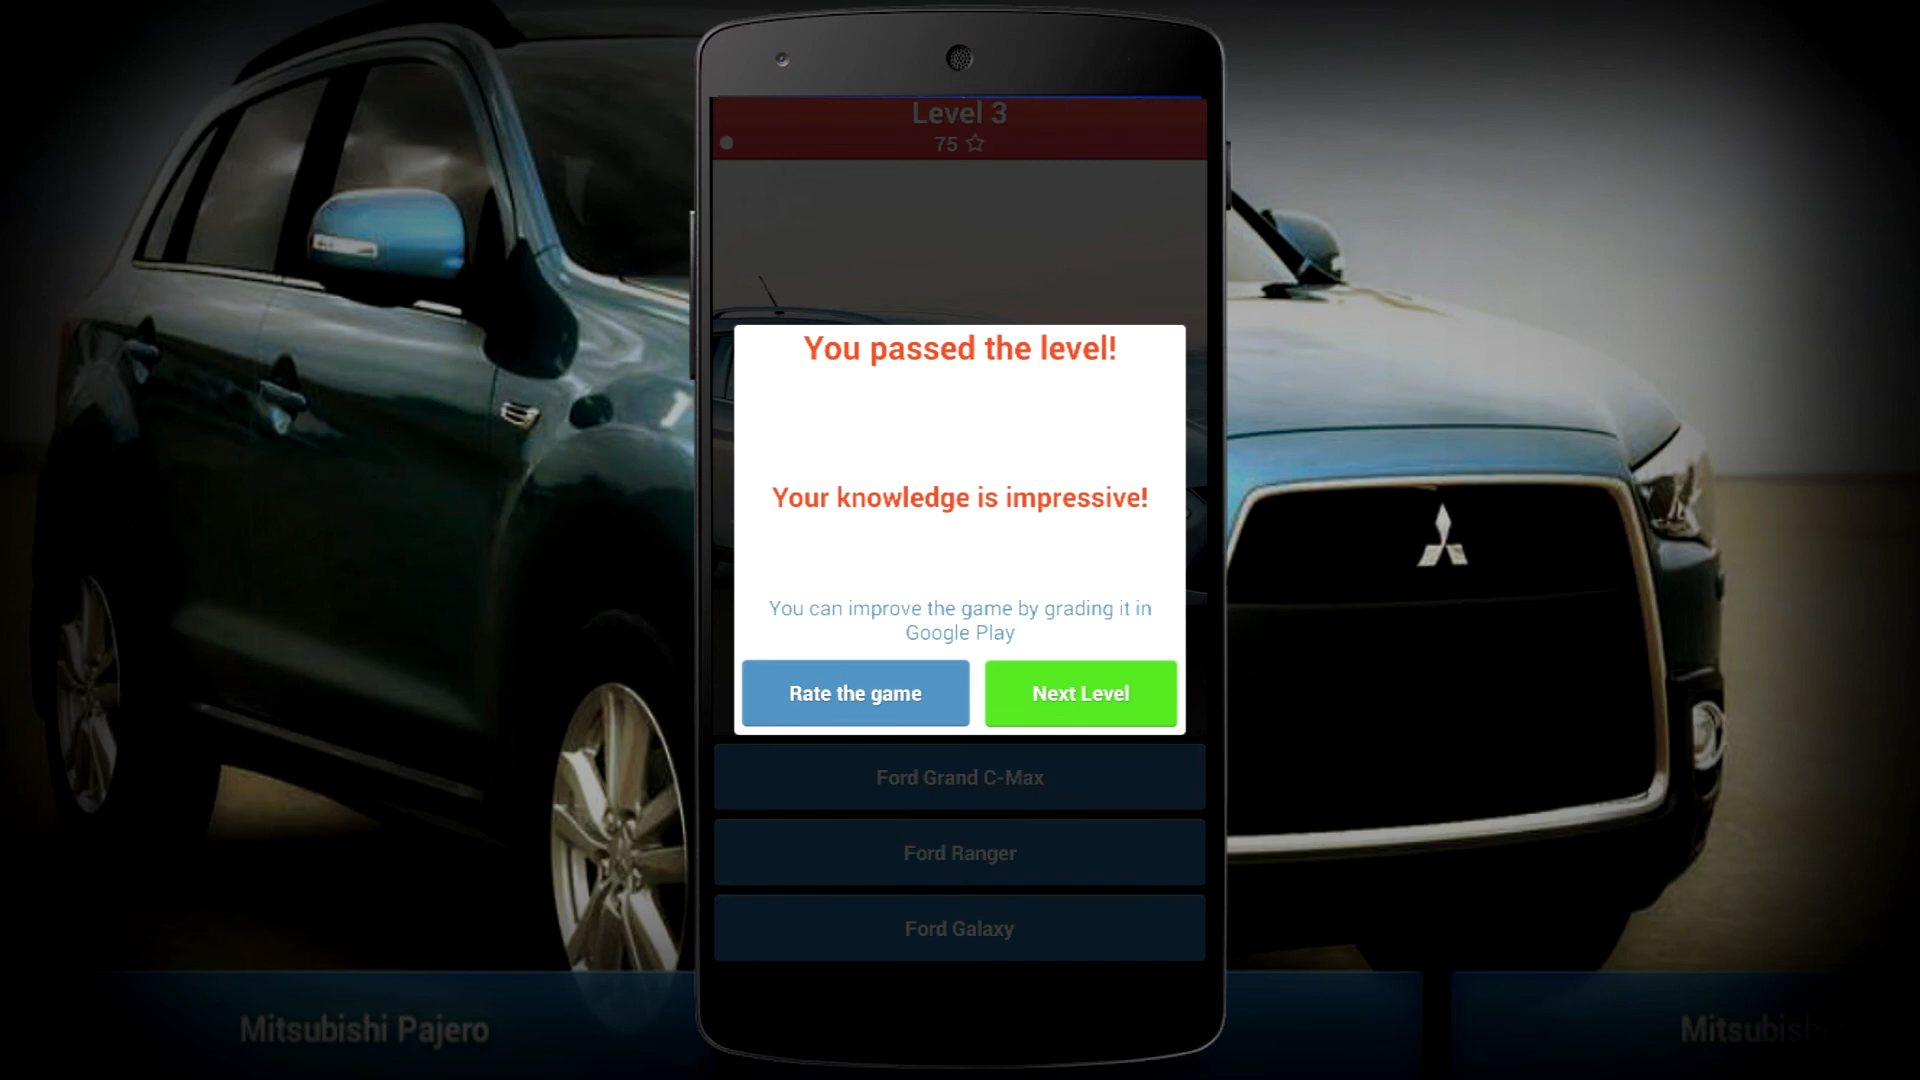 Level 3
75
You passed the level!
Your knowledge is impressive!
You can improve the game by grading it in
Google Play
Rate the game
Next Level
Ford Grand C-Max
Ford Ranger
Ford Galaxy
Mitsubishi Pajero
Mitsubishi